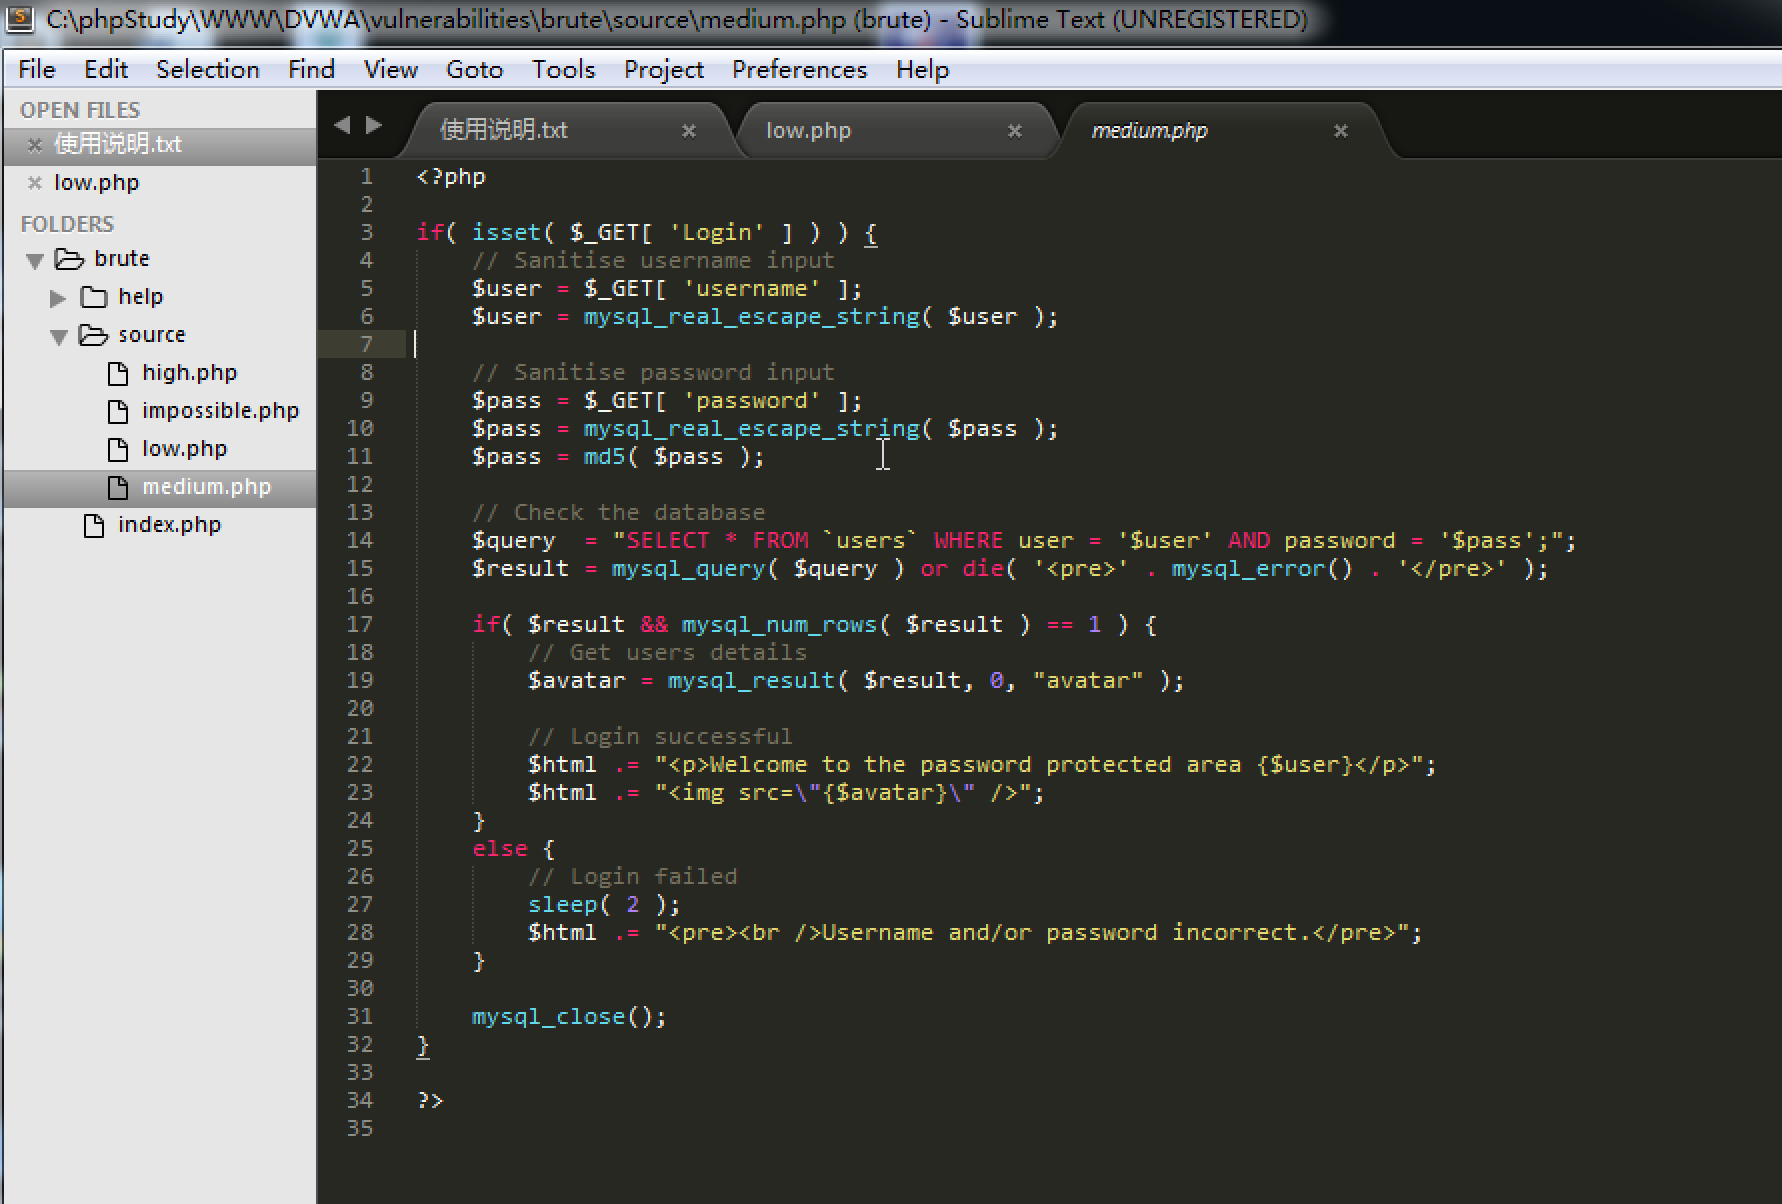 C:\phpStudy\WWW\DVWA\vulnerabilities\brute\source\medium.php (brute) - Sublime Text (UNREGISTERED)
File Edit Selection Find View Goto Tools Project Preferences Help
OPEN FILES
使用说明.txt
low.php
FOLDERS
brute
help
source
high.php
impossible.php
low.php
medium.php
index.php
使用说明.txt low.php medium.php
1 <?php
2
3 if( isset( $_GET[ 'Login' ] ) ) {
4     // Sanitise username input
5     $user = $_GET[ 'username' ];
6     $user = mysql_real_escape_string( $user );
7
8     // Sanitise password input
9     $pass = $_GET[ 'password' ];
10     $pass = mysql_real_escape_string( $pass );
11     $pass = md5( $pass );
12
13     // Check the database
14     $query  = "SELECT * FROM `users` WHERE user = '$user' AND password = '$pass';";
15     $result = mysql_query( $query ) or die( '<pre>' . mysql_error() . '</pre>' );
16
17     if( $result && mysql_num_rows( $result ) == 1 ) {
18         // Get users details
19         $avatar = mysql_result( $result, 0, "avatar" );
20
21         // Login successful
22         $html .= "<p>Welcome to the password protected area {$user}</p>";
23         $html .= "<img src=\"{$avatar}\" />";
24     }
25     else {
26         // Login failed
27         sleep( 2 );
28         $html .= "<pre><br />Username and/or password incorrect.</pre>";
29     }
30
31     mysql_close();
32 }
33
34 ?>
35